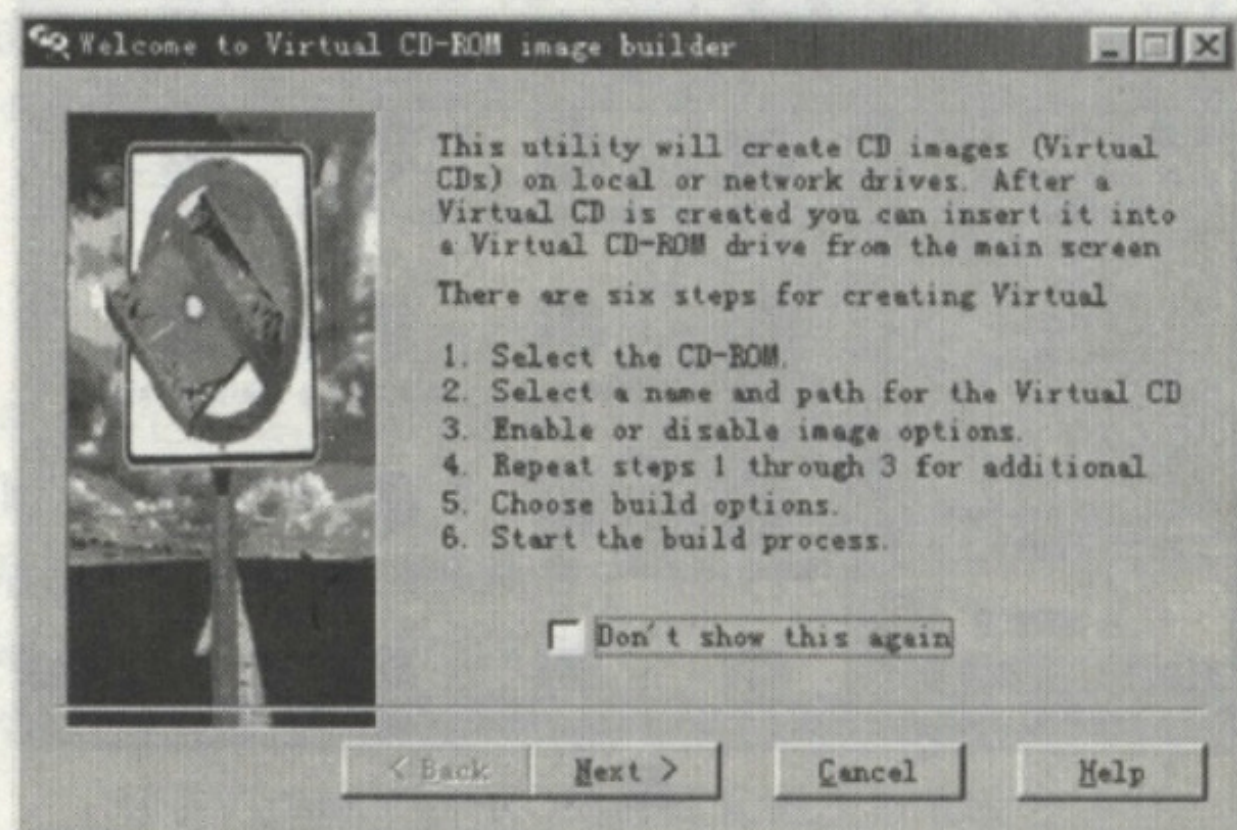 Welcome to Virtual CD-ROM image builder
This utility will create CD images (Virtual
CDs) on local or network drives. After a
Virtual CD is created you can insert it into
a Virtual CD-ROM drive from the main screen
There are six steps for creating Virtual
1. Select the CD-ROM.
2. Select a name and path for the Virtual CD
3. Enable or disable image options.
4. Repeat steps 1 through 3 for additional
5. Choose build options.
6. Start the build process.
Don't show this again
< Back
Next >
Cancel
Help